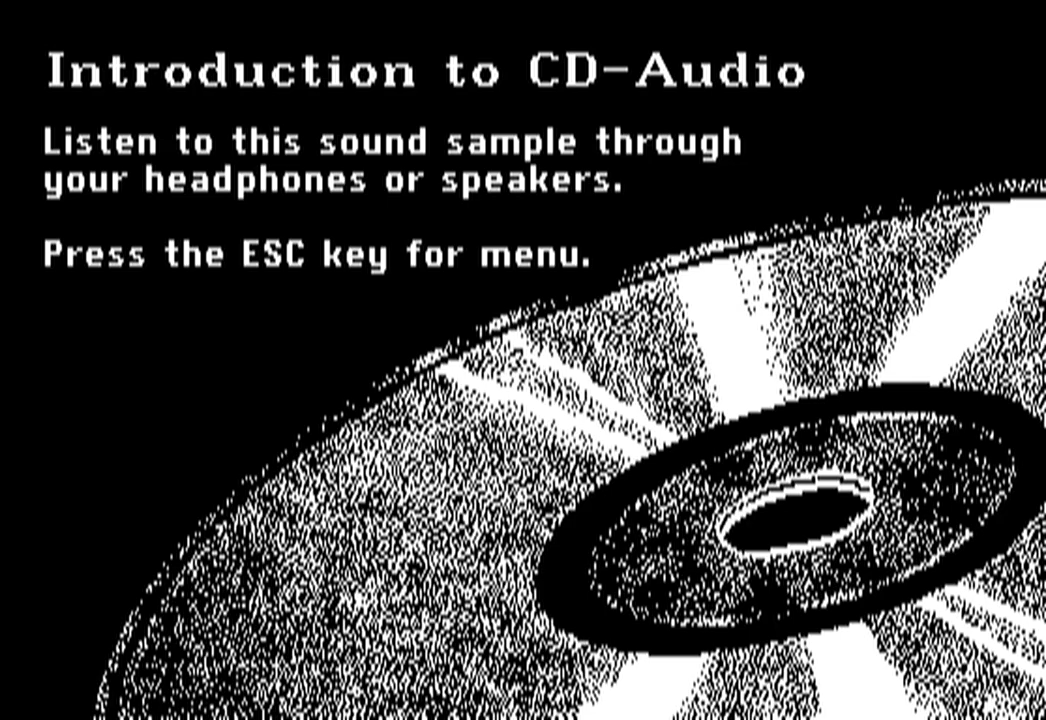 Introduction to CD-Audio
Listen to this sound sample through
your headphones or speakers.
Press the ESC key for menu.